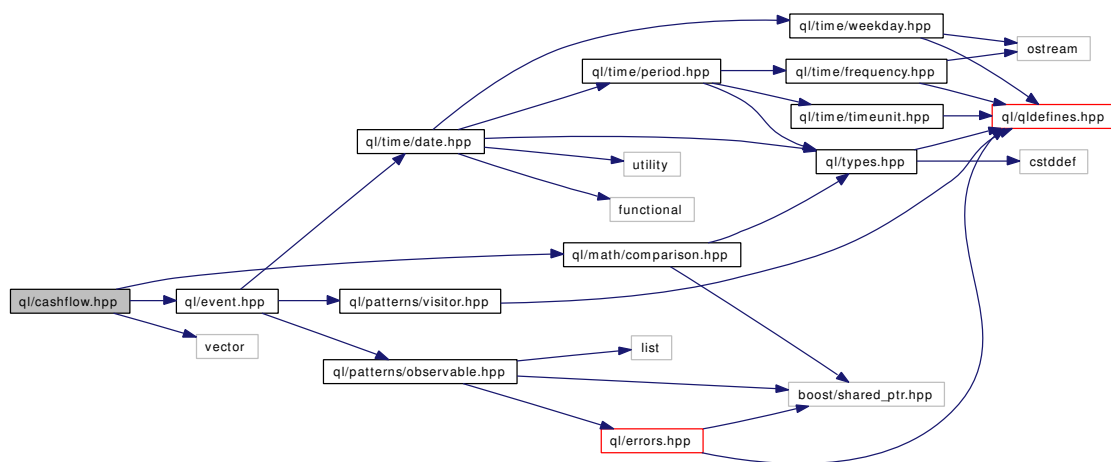 ql/time/weekday.hpp
ostream
ql/time/period.hpp
ql/time/frequency.hpp
ql/time/timeunit.hpp
ql/qldefines.hpp
ql/time/date.hpp
utility
ql/types.hpp
cstddef
functional
ql/math/comparison.hpp
ql/cashflow.hpp
ql/event.hpp
ql/patterns/visitor.hpp
vector
list
ql/patterns/observable.hpp
boost/shared_ptr.hpp
ql/errors.hpp